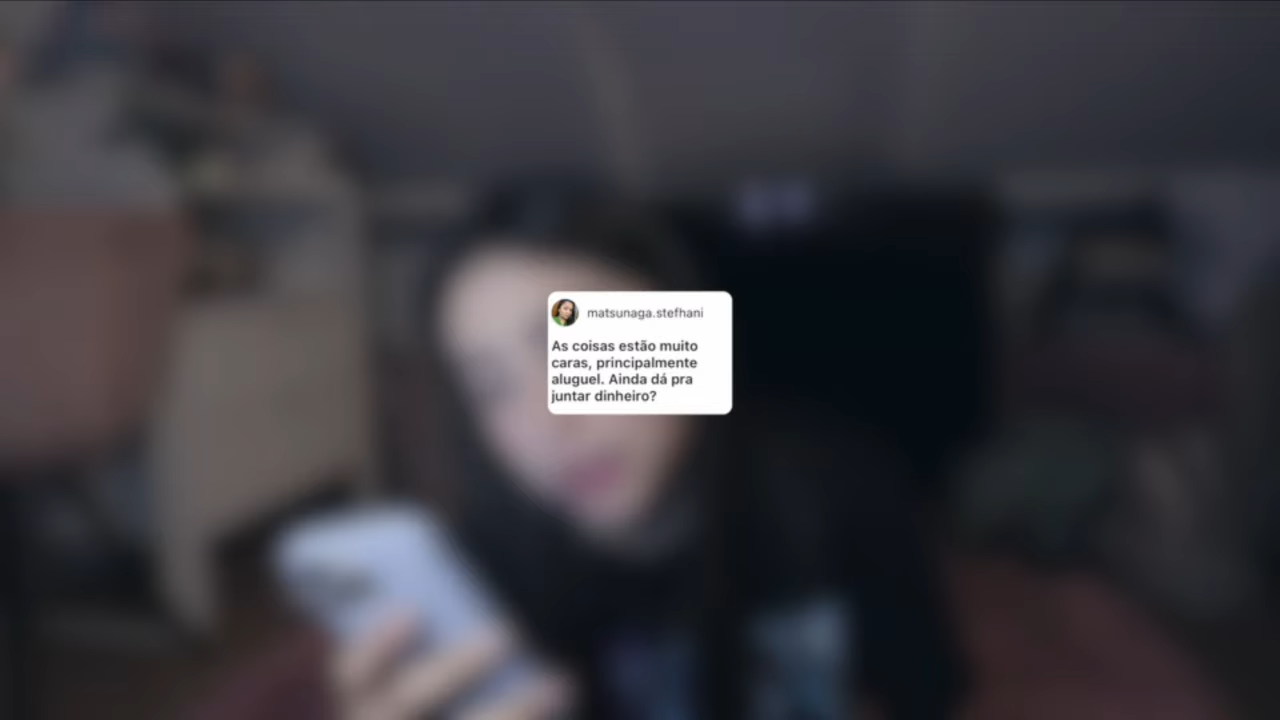 matsunaga.stefhani
As coisas estão muito
caras, principalmente
aluguel. Ainda dá pra
juntar dinheiro?